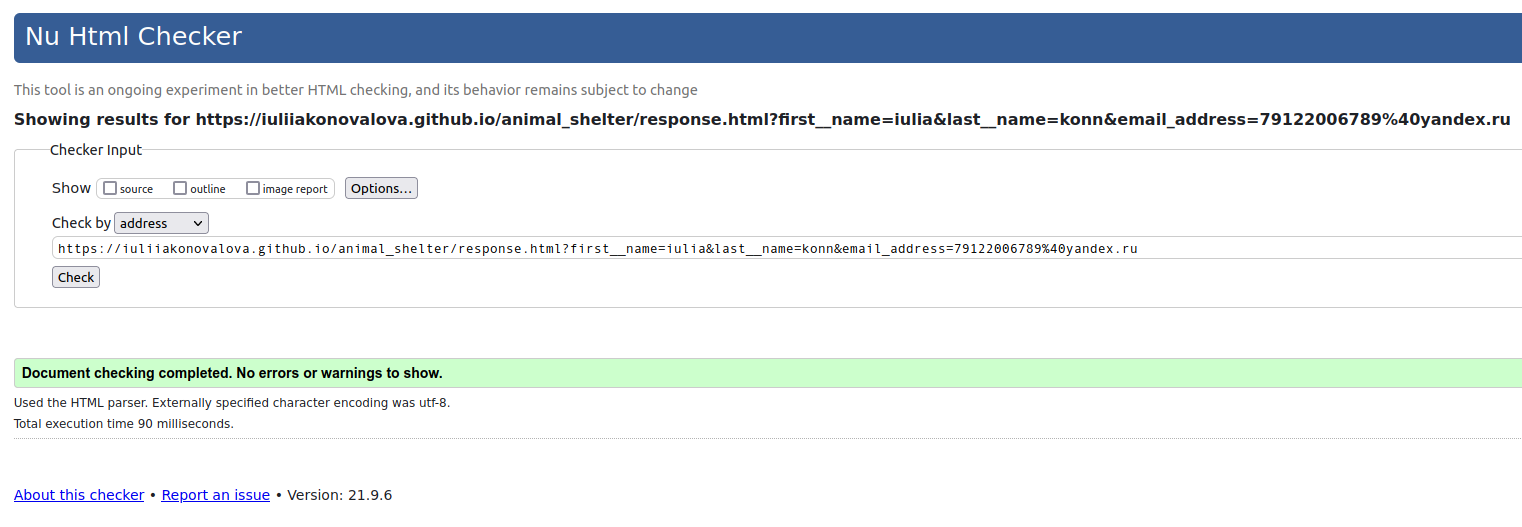 Nu Html Checker
This tool is an ongoing experiment in better HTML checking, and its behavior remains subject to change
Showing results for https://iuliiakonovalova.github.io/animal_shelter/response.html?first__name=iulia&last__name=konn&email_address=79122006789%40yandex.ru
Checker Input
Show source outline image report Options...
Check by address
https://iuliiakonovalova.github.io/animal_shelter/response.html?first__name=iulia&last__name=konn&email_address=79122006789%40yandex.ru
Check
Document checking completed. No errors or warnings to show.
Used the HTML parser. Externally specified character encoding was utf-8.
Total execution time 90 milliseconds.
About this checker • Report an issue • Version: 21.9.6